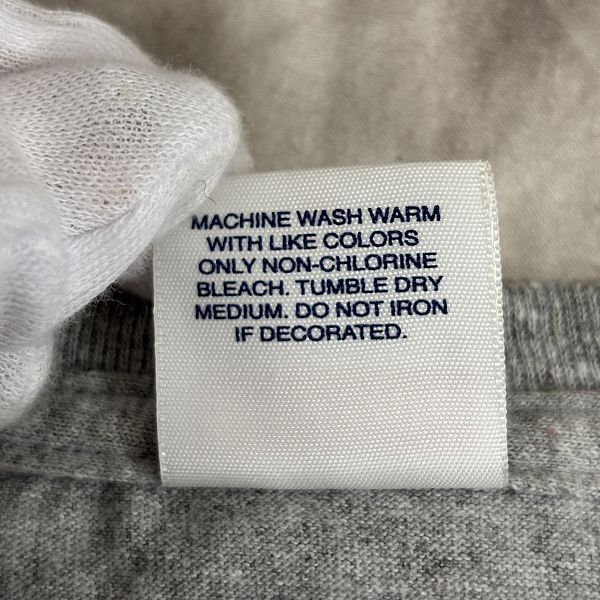 MACHINE WASH WARM
WITH LIKE COLORS
ONLY NON-CHLORINE
BLEACH. TUMBLE DRY
MEDIUM. DO NOT IRON
IF DECORATED.